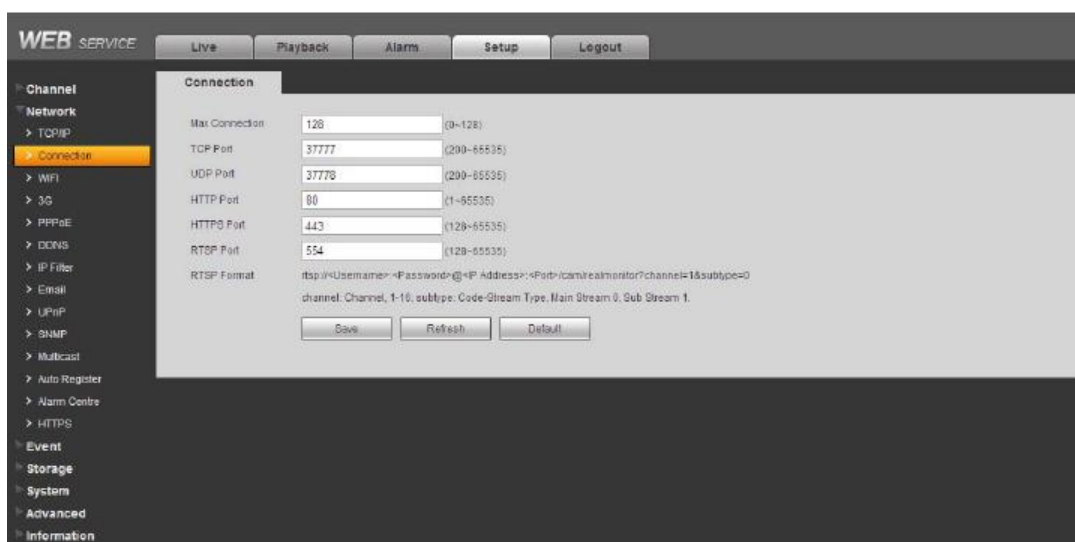 WEB SERVICE
Live Playback Alarm Setup Logout
Channel
Network
TCP/IP
Connection
WIFI
3G
PPPoE
DDNS
IP Filter
Email
UPnP
SNMP
Multicast
Auto Register
Alarm Centre
HTTPS
Event
Storage
System
Advanced
Information
Connection
Max Connection 128 (0~128)
TCP Port 37777 (200~65535)
UDP Port 37778 (200~65535)
HTTP Port 80 (1~65535)
HTTPS Port 443 (128~65535)
RTSP Port 554 (128~65535)
RTSP Format rtsp://<Username>:<Password>@<IP Address>:<Port>/cam/realmonitor?channel=1&subtype=0
channel: Channel, 1-16; subtype: Code-Stream Type, Main Stream 0, Sub Stream 1.
Save Refresh Default